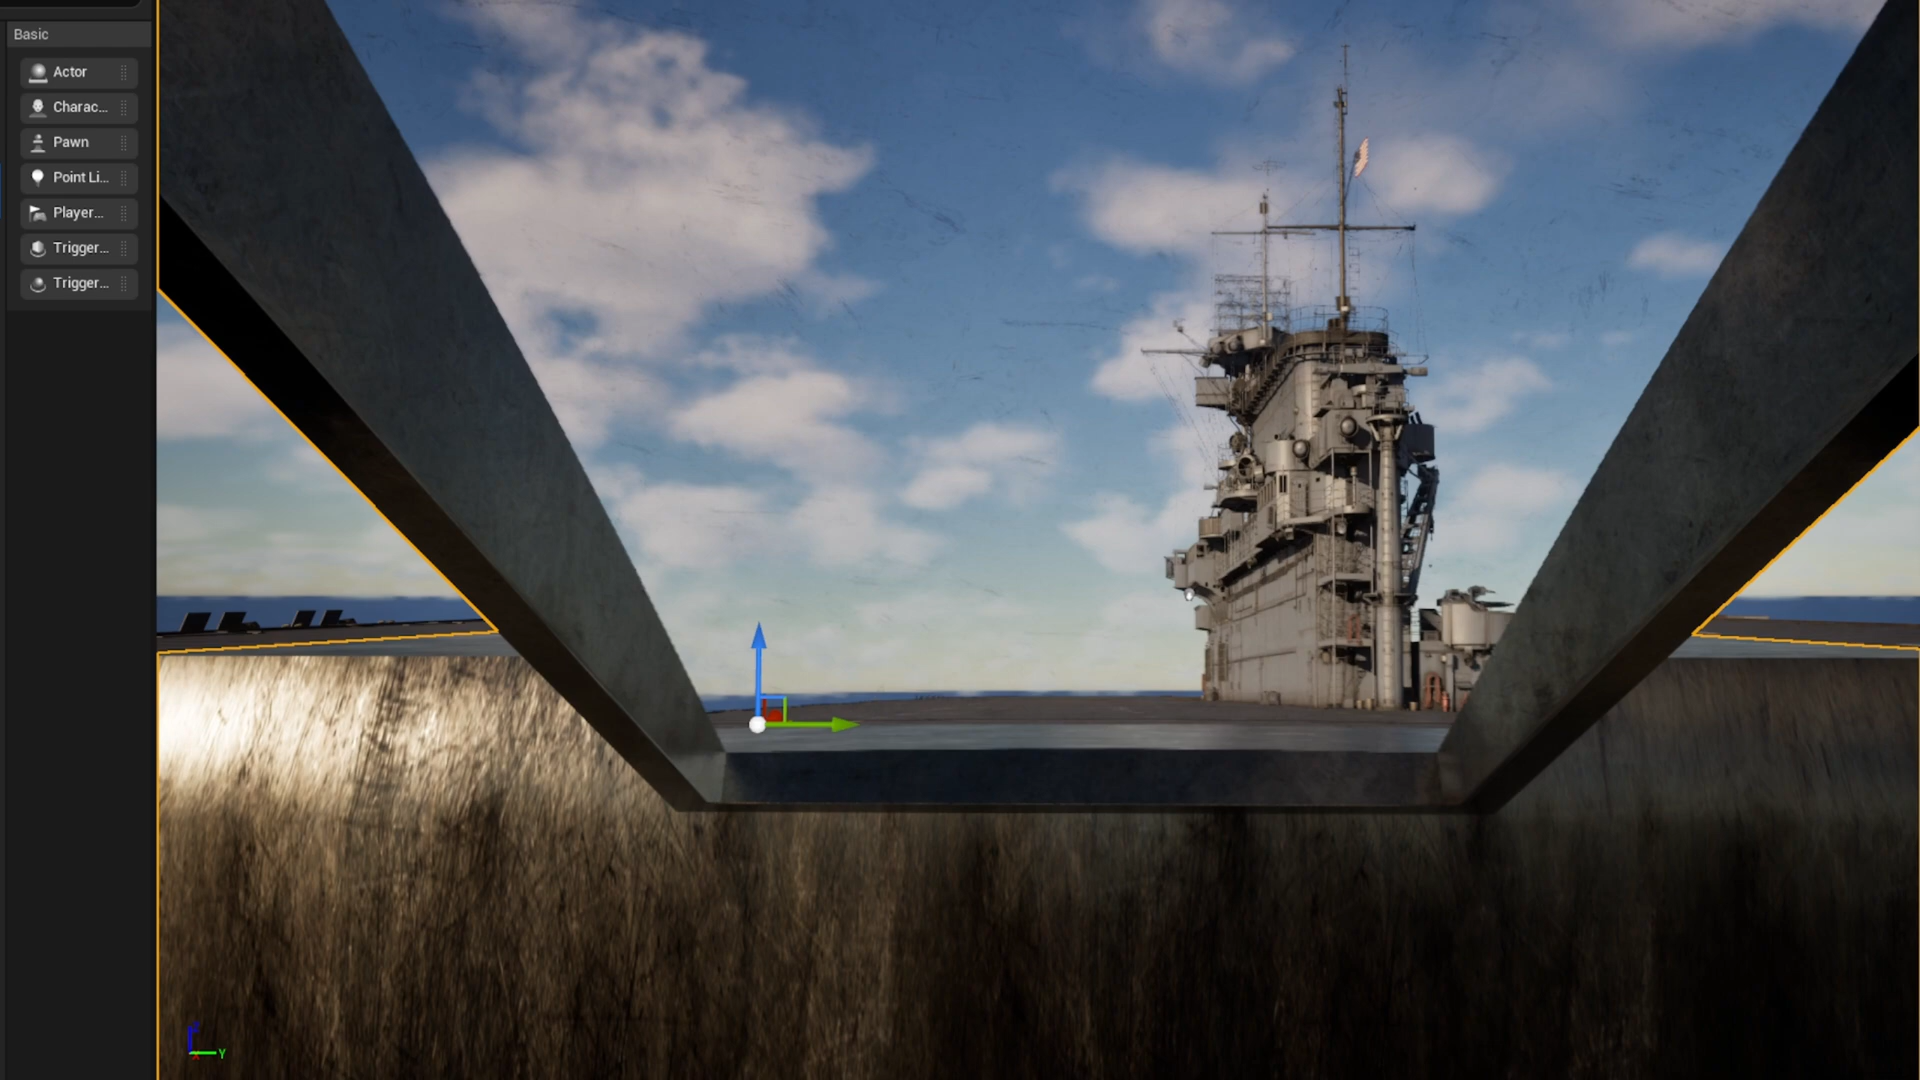 Basic
Actor
Charac...
Pawn
Point Li...
Player...
Trigger...
Trigger...
Y